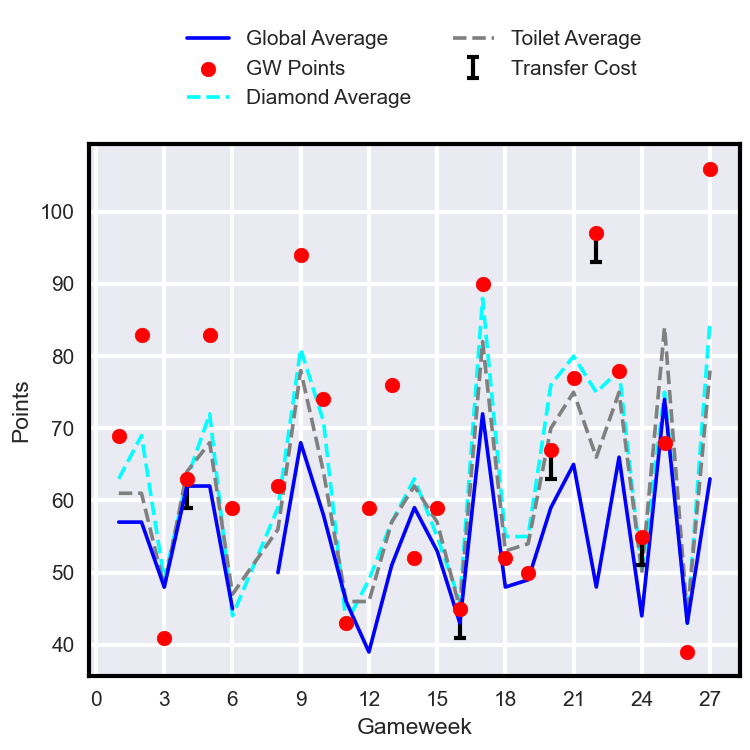 Global Average
GW Points
Diamond Average
Toilet Average
Transfer Cost
Points
100
90
80
70
60
50
40
0 3 6 9 12 15 18 21 24 27
Gameweek